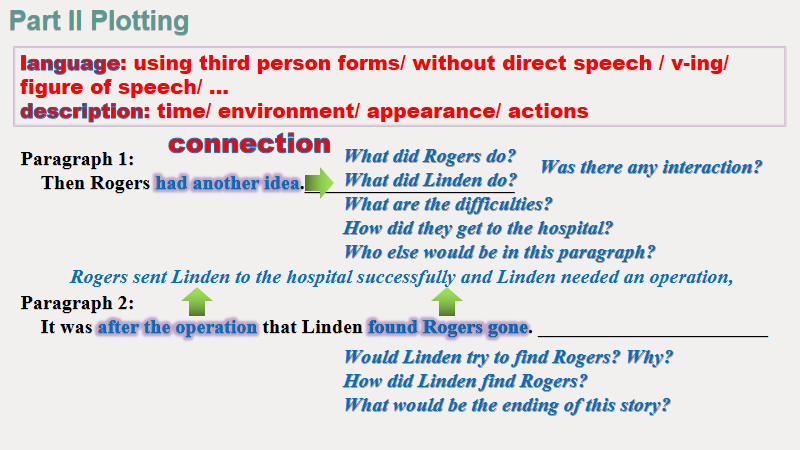 Part II Plotting
language: using third person forms/ without direct speech / v-ing/
figure of speech/ ...
description: time/ environment/ appearance/ actions
connection
Paragraph 1:
Then Rogers had another idea.
What did Rogers do?
Was there any interaction?
What did Linden do?
What are the difficulties?
How did they get to the hospital?
Who else would be in this paragraph?
Rogers sent Linden to the hospital successfully and Linden needed an operation,
Paragraph 2:
It was after the operation that Linden found Rogers gone.
Would Linden try to find Rogers? Why?
How did Linden find Rogers?
What would be the ending of this story?